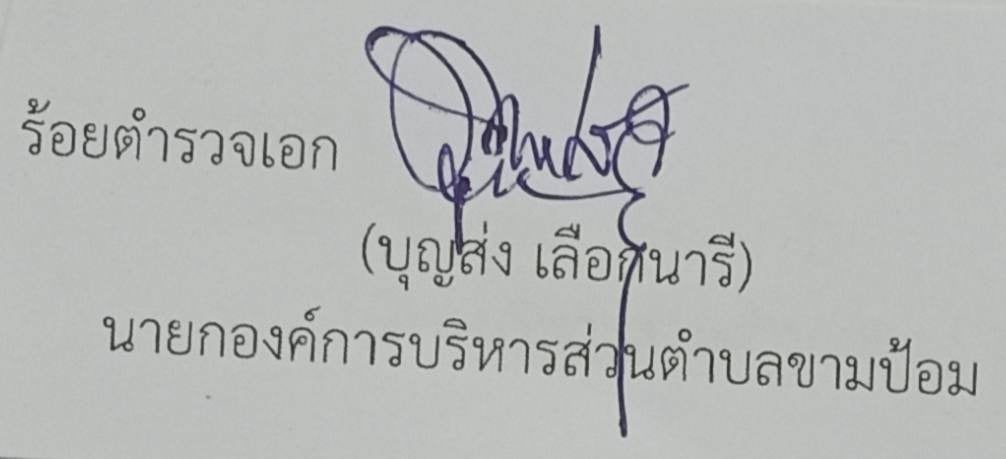 ร้อยตำรวจเอก
(บุญส่ง เลือกนารี)
นายกองค์การบริหารส่วนตำบลขามป้อม